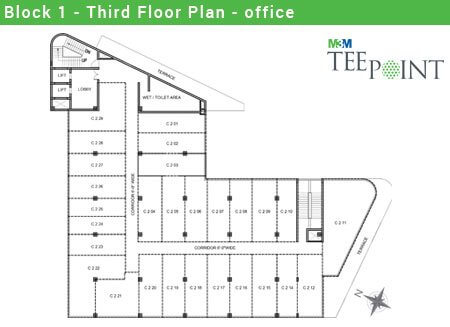 Block 1 - Third Floor Plan - office
M3M
TEE POINT
DN
UP
LIFT
LIFT
LOBBY
TERRACE
WET / TOILET AREA
C 2 29
C 2 01
C 2 28
C 2 02
C 2 27
C 2 03
CORRIDOR 6'-0" WIDE
C 2 26
C 2 25
C 2 24
C 2 23
C 2 22
C 2 04
C 2 05
C 2 06
C 2 07
C 2 08
C 2 09
C 2 10
C 2 11
TERRACE
CORRIDOR 6'-0"WIDE
C 2 21
C 2 20
C 2 19
C 2 18
C 2 17
C 2 16
C 2 15
C 2 14
C 2 12
N